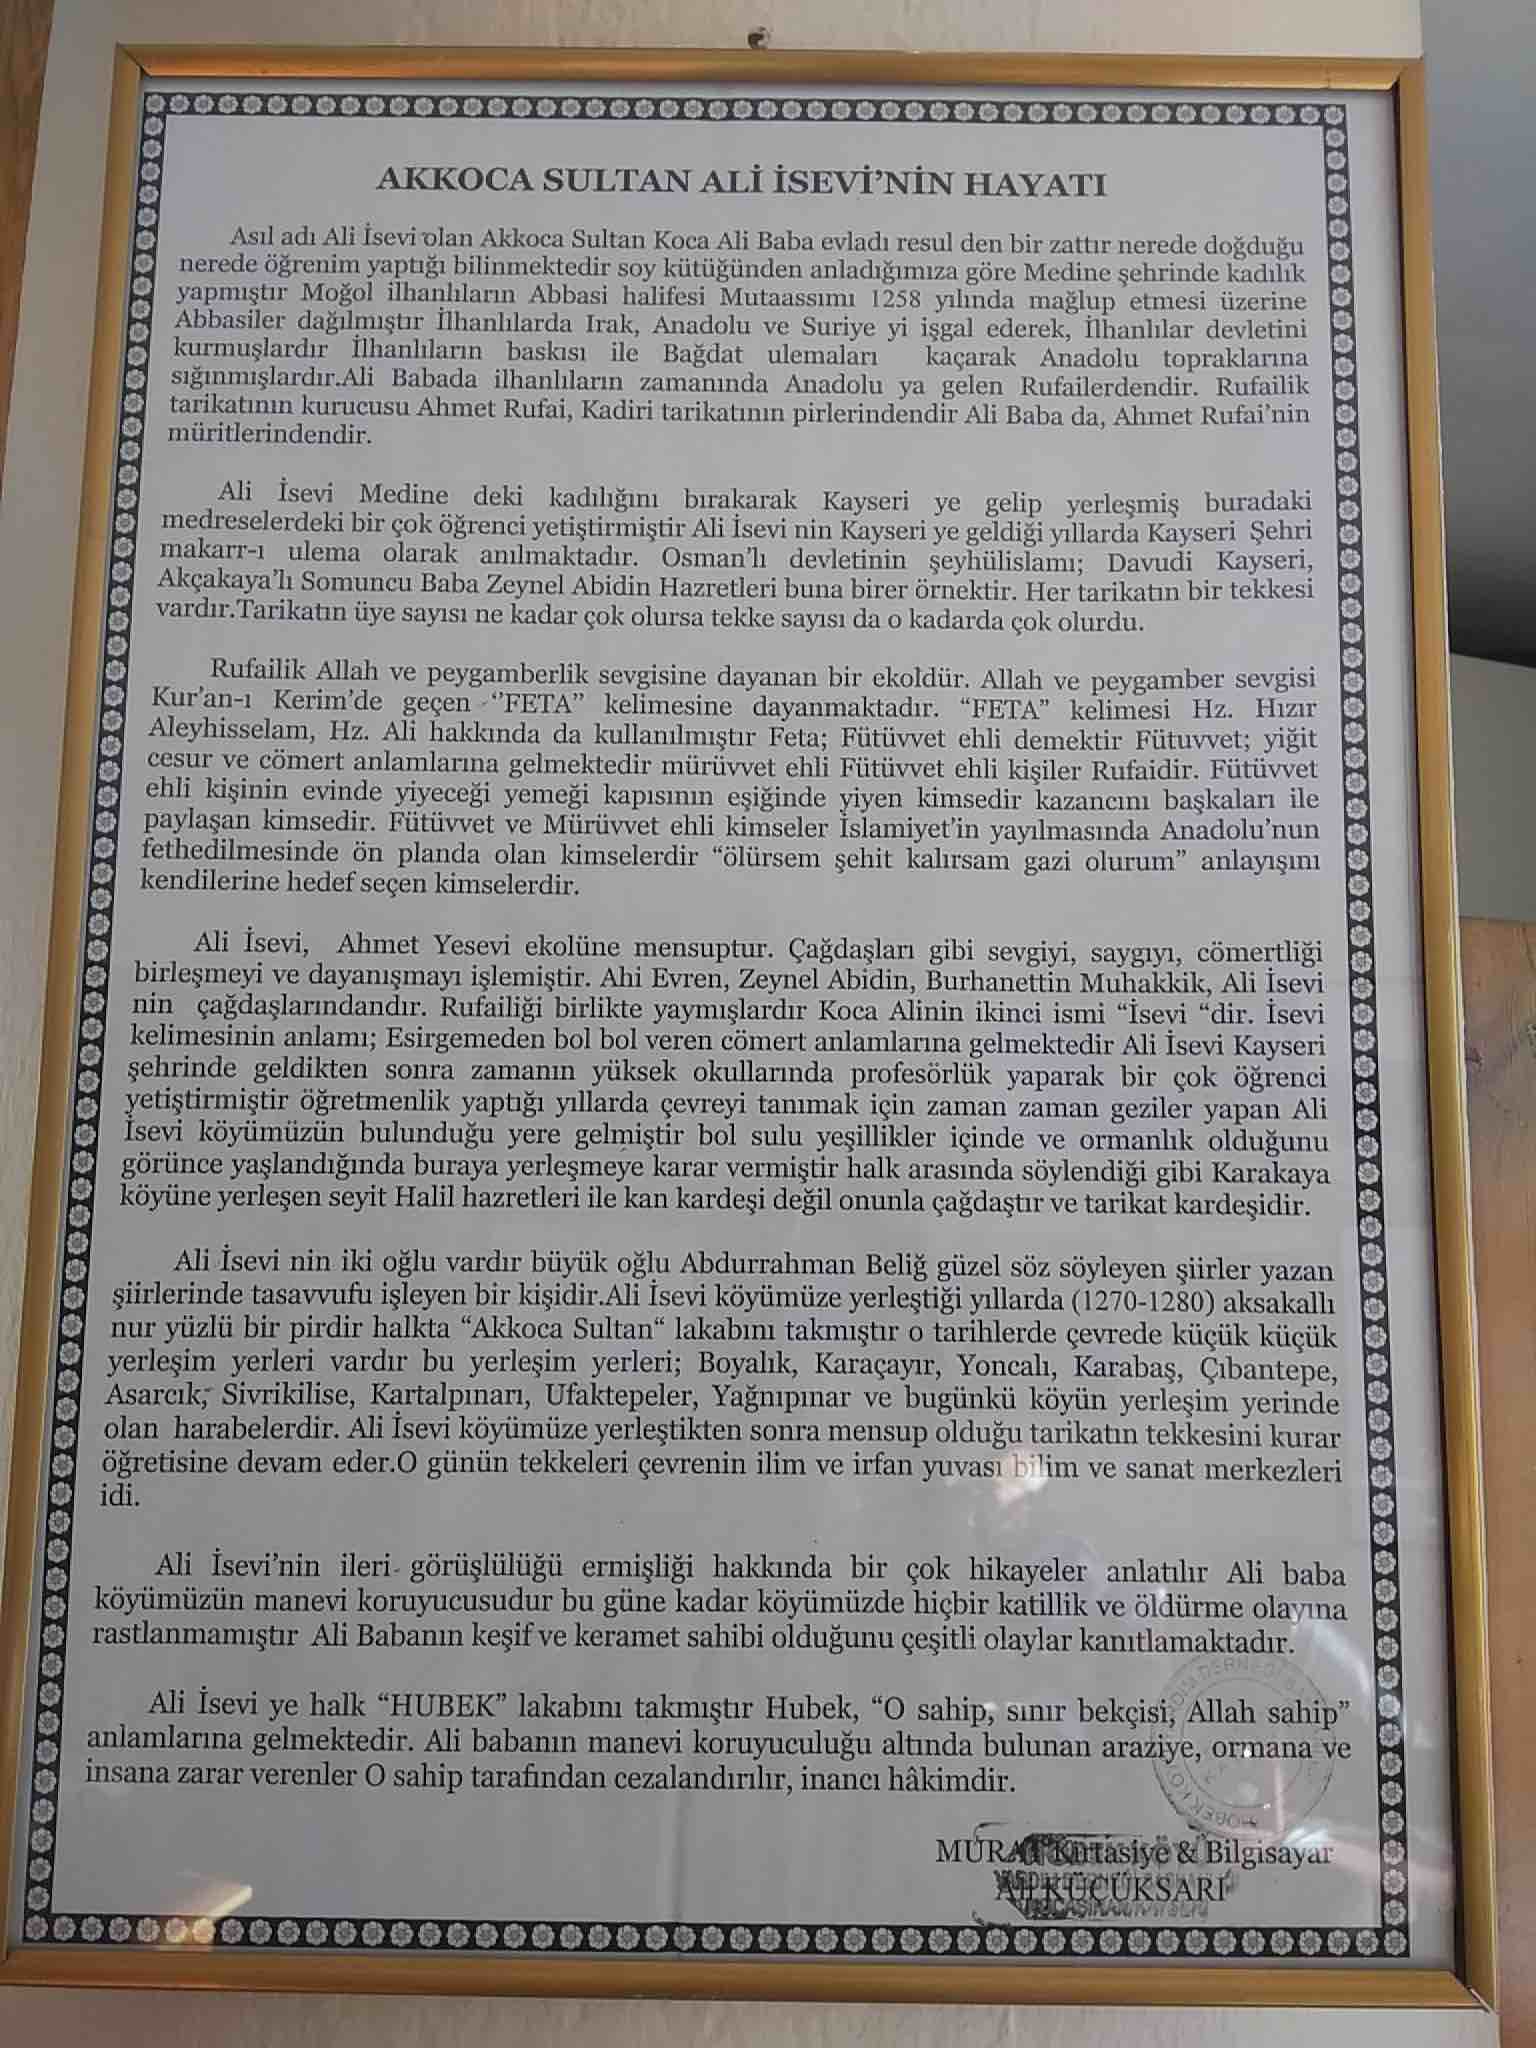 AKKOCA SULTAN ALİ İSEVİ’NİN HAYATI
Asıl adı Ali İsevi olan Akkoca Sultan Koca Ali Baba evladı resul den bir zattır nerede doğduğu
nerede öğrenim yaptığı bilinmektedir soy kütüğünden anladığımıza göre Medine şehrinde kadılık
yapmıştır Moğol ilhanlıların Abbasi halifesi Mutaassımı 1258 yılında mağlup etmesi üzerine
Abbasiler dağılmıştır İlhanlılarda Irak, Anadolu ve Suriye yi işgal ederek, İlhanlılar devletini
kurmuşlardır İlhanlıların baskısı ile Bağdat ulemaları kaçarak Anadolu topraklarına
sığınmışlardır.Ali Babada ilhanlıların zamanında Anadolu ya gelen Rufailerdendir. Rufailik
tarikatının kurucusu Ahmet Rufai, Kadiri tarikatının pirlerindendir Ali Baba da, Ahmet Rufai’nin
müritlerindendir.
Ali İsevi Medine deki kadılığını bırakarak Kayseri ye gelip yerleşmiş buradaki
medreselerdeki bir çok öğrenci yetiştirmiştir Ali İsevi nin Kayseri ye geldiği yıllarda Kayseri Şehri
makarr-ı ulema olarak anılmaktadır. Osman’lı devletinin şeyhülislamı; Davudi Kayseri,
Akçakaya’lı Somuncu Baba Zeynel Abidin Hazretleri buna birer örnektir. Her tarikatın bir tekkesi
vardır.Tarikatın üye sayısı ne kadar çok olursa tekke sayısı da o kadarda çok olurdu.
Rufailik Allah ve peygamberlik sevgisine dayanan bir ekoldür. Allah ve peygamber sevgisi
Kur’an-ı Kerim’de geçen ‘’FETA” kelimesine dayanmaktadır. “FETA” kelimesi Hz. Hızır
Aleyhisselam, Hz. Ali hakkında da kullanılmıştır Feta; Fütüvvet ehli demektir Fütuvvet; yiğit
cesur ve cömert anlamlarına gelmektedir mürüvvet ehli Fütüvvet ehli kişiler Rufaidir. Fütüvvet
ehli kişinin evinde yiyeceği yemeği kapısının eşiğinde yiyen kimsedir kazancını başkaları ile
paylaşan kimsedir. Fütüvvet ve Mürüvvet ehli kimseler İslamiyet’in yayılmasında Anadolu’nun
fethedilmesinde ön planda olan kimselerdir “ölürsem şehit kalırsam gazi olurum” anlayışını
kendilerine hedef seçen kimselerdir.
Ali İsevi, Ahmet Yesevi ekolüne mensuptur. Çağdaşları gibi sevgiyi, saygıyı, cömertliği
birleşmeyi ve dayanışmayı işlemiştir. Ahi Evren, Zeynel Abidin, Burhanettin Muhakkik, Ali İsevi
nin çağdaşlarındandır. Rufailiği birlikte yaymışlardır Koca Alinin ikinci ismi “İsevi “dir. İsevi
kelimesinin anlamı; Esirgemeden bol bol veren cömert anlamlarına gelmektedir Ali İsevi Kayseri
şehrinde geldikten sonra zamanın yüksek okullarında profesörlük yaparak bir çok öğrenci
yetiştirmiştir öğretmenlik yaptığı yıllarda çevreyi tanımak için zaman zaman geziler yapan Ali
İsevi köyümüzün bulunduğu yere gelmiştir bol sulu yeşillikler içinde ve ormanlık olduğunu
görünce yaşlandığında buraya yerleşmeye karar vermiştir halk arasında söylendiği gibi Karakaya
köyüne yerleşen seyit Halil hazretleri ile kan kardeşi değil onunla çağdaştır ve tarikat kardeşidir.
Ali İsevi nin iki oğlu vardır büyük oğlu Abdurrahman Beliğ güzel söz söyleyen şiirler yazan
şiirlerinde tasavvufu işleyen bir kişidir.Ali İsevi köyümüze yerleştiği yıllarda (1270-1280) aksakallı
nur yüzlü bir pirdir halkta “Akkoca Sultan“ lakabını takmıştır o tarihlerde çevrede küçük küçük
yerleşim yerleri vardır bu yerleşim yerleri; Boyalık, Karaçayır, Yoncalı, Karabaş, Çıbantepe,
Asarcık, Sivrikilise, Kartalpınarı, Ufaktepeler, Yağnıpınar ve bugünkü köyün yerleşim yerinde
olan harabelerdir. Ali İsevi köyümüze yerleştikten sonra mensup olduğu tarikatın tekkesini kurar
öğretisine devam eder.O günün tekkeleri çevrenin ilim ve irfan yuvası bilim ve sanat merkezleri
idi.
Ali İsevi’nin ileri görüşlülüğü ermişliği hakkında bir çok hikayeler anlatılır Ali baba
köyümüzün manevi koruyucusudur bu güne kadar köyümüzde hiçbir katillik ve öldürme olayına
rastlanmamıştır Ali Babanın keşif ve keramet sahibi olduğunu çeşitli olaylar kanıtlamaktadır.
Ali İsevi ye halk “HUBEK” lakabını takmıştır Hubek, “O sahip, sınır bekçisi, Allah sahip”
anlamlarına gelmektedir. Ali babanın manevi koruyuculuğu altında bulunan araziye, ormana ve
insana zarar verenler O sahip tarafından cezalandırılır, inancı hâkimdir.
MURAT Kırtasiye & Bilgisayar
Ali KÜÇÜKSARI